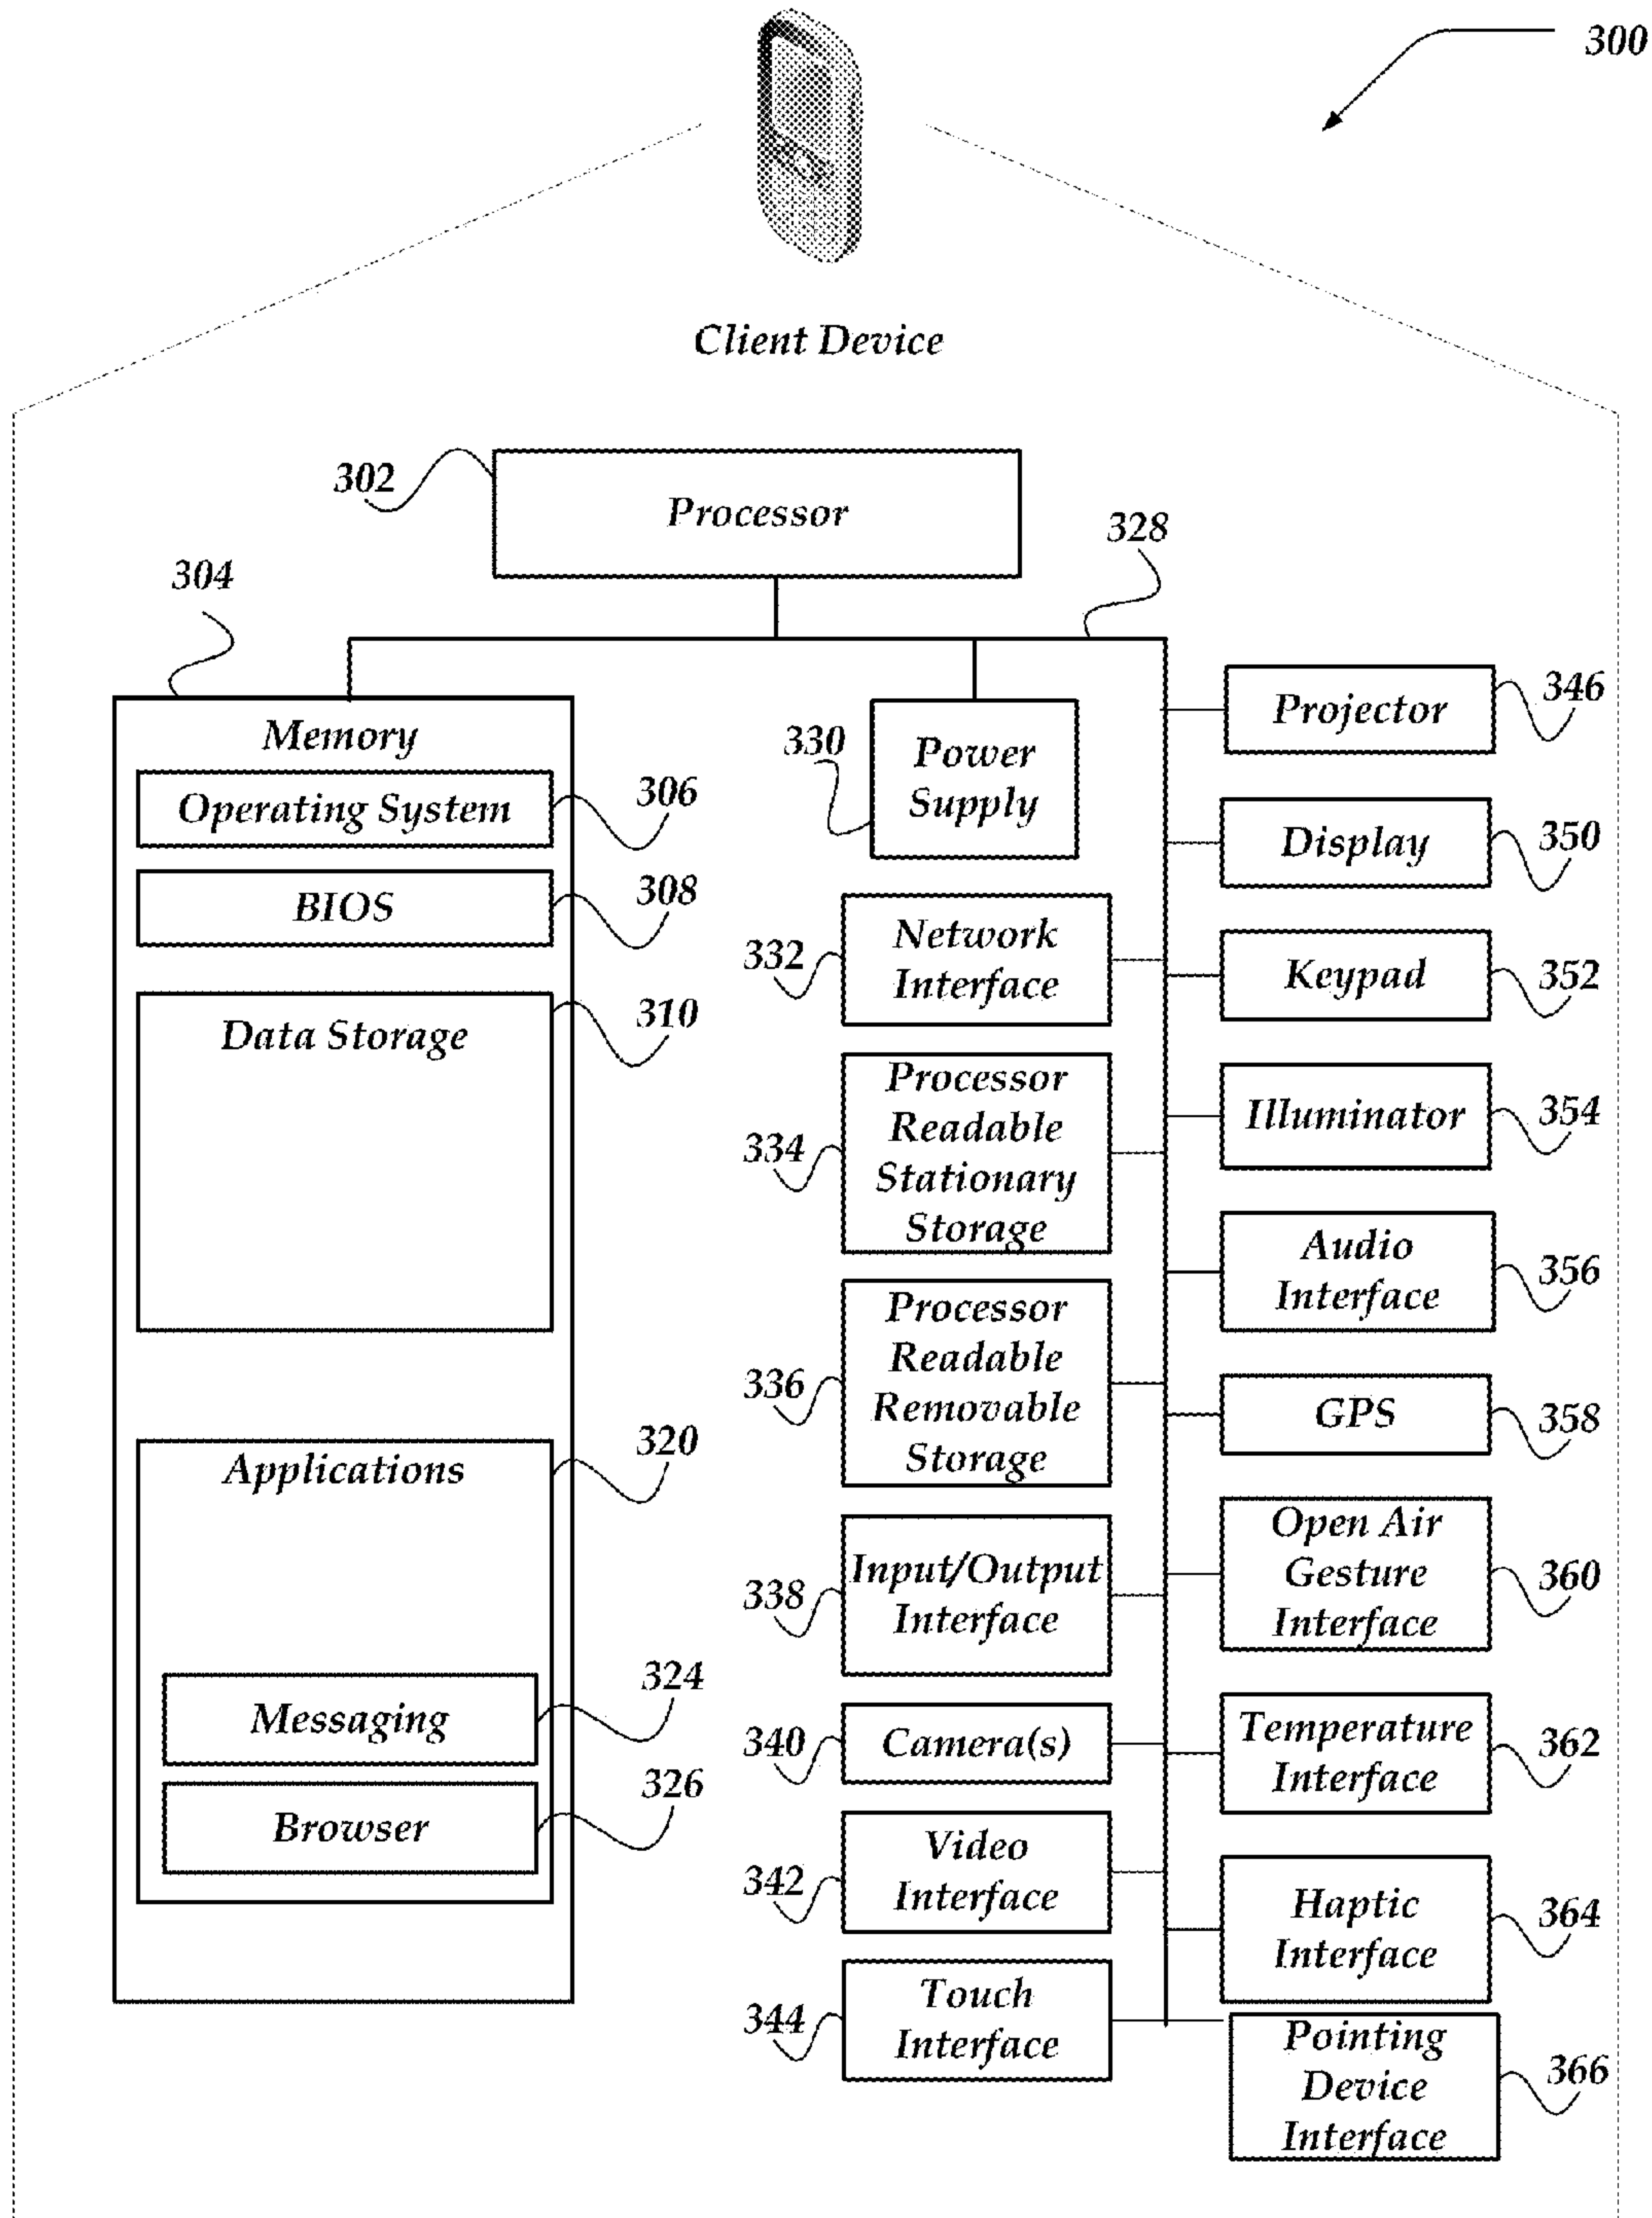 300
Client Device
302
Processor
328
304
Memory
Operating System
306
BIOS
308
Data Storage
310
Applications
320
Messaging
324
Browser
326
330
Power
Supply
332
Network
Interface
334
Processor
Readable
Stationary
Storage
336
Processor
Readable
Removable
Storage
338
Input/Output
Interface
340
Camera(s)
342
Video
Interface
344
Touch
Interface
Projector
346
Display
350
Keypad
352
Illuminator
354
Audio
Interface
356
GPS
358
Open Air
Gesture
Interface
360
Temperature
Interface
362
Haptic
Interface
364
Pointing
Device
Interface
366